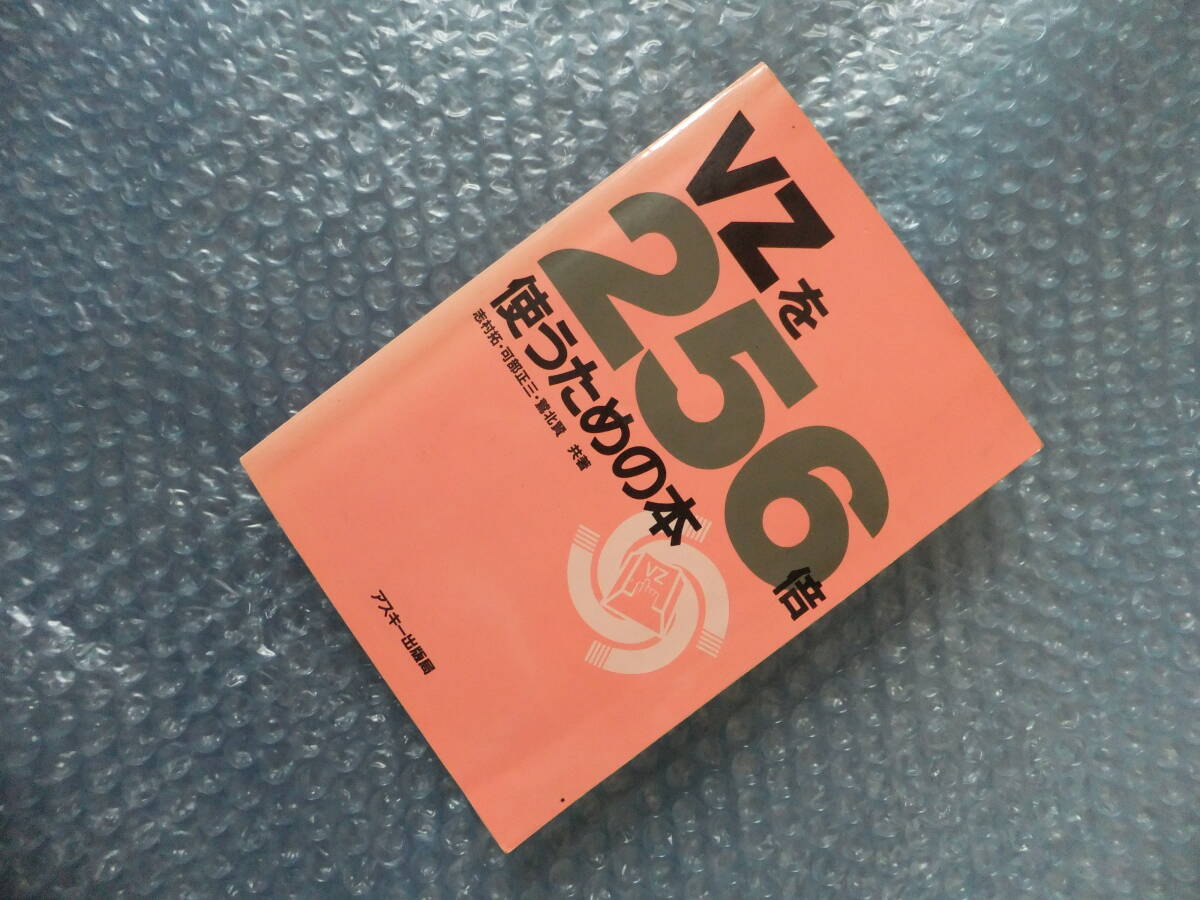 VZを
256倍
使うための本
志村拓・可部正三・鷲北賢 共著
VZ
アスキー出版局